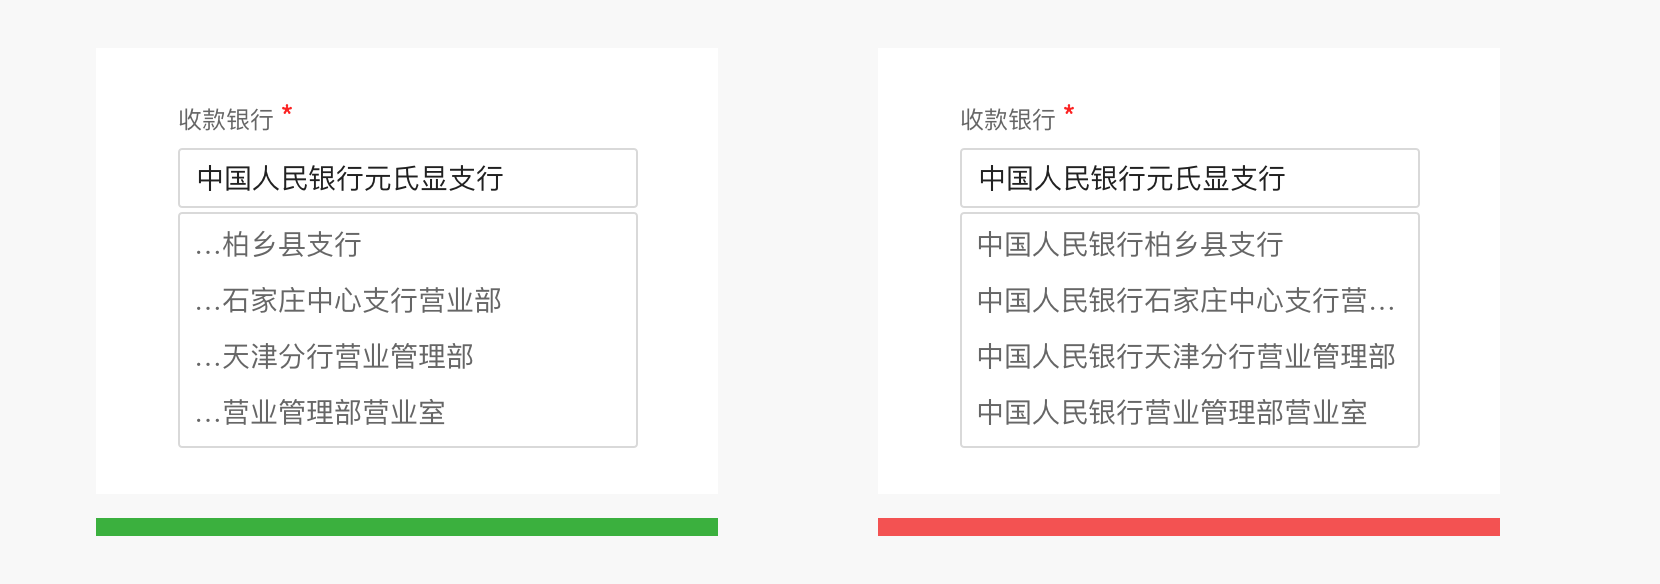 收款银行 *
中国人民银行元氏显支行
…柏乡县支行
…石家庄中心支行营业部
…天津分行营业管理部
…营业管理部营业室
收款银行 *
中国人民银行元氏显支行
中国人民银行柏乡县支行
中国人民银行石家庄中心支行营…
中国人民银行天津分行营业管理部
中国人民银行营业管理部营业室